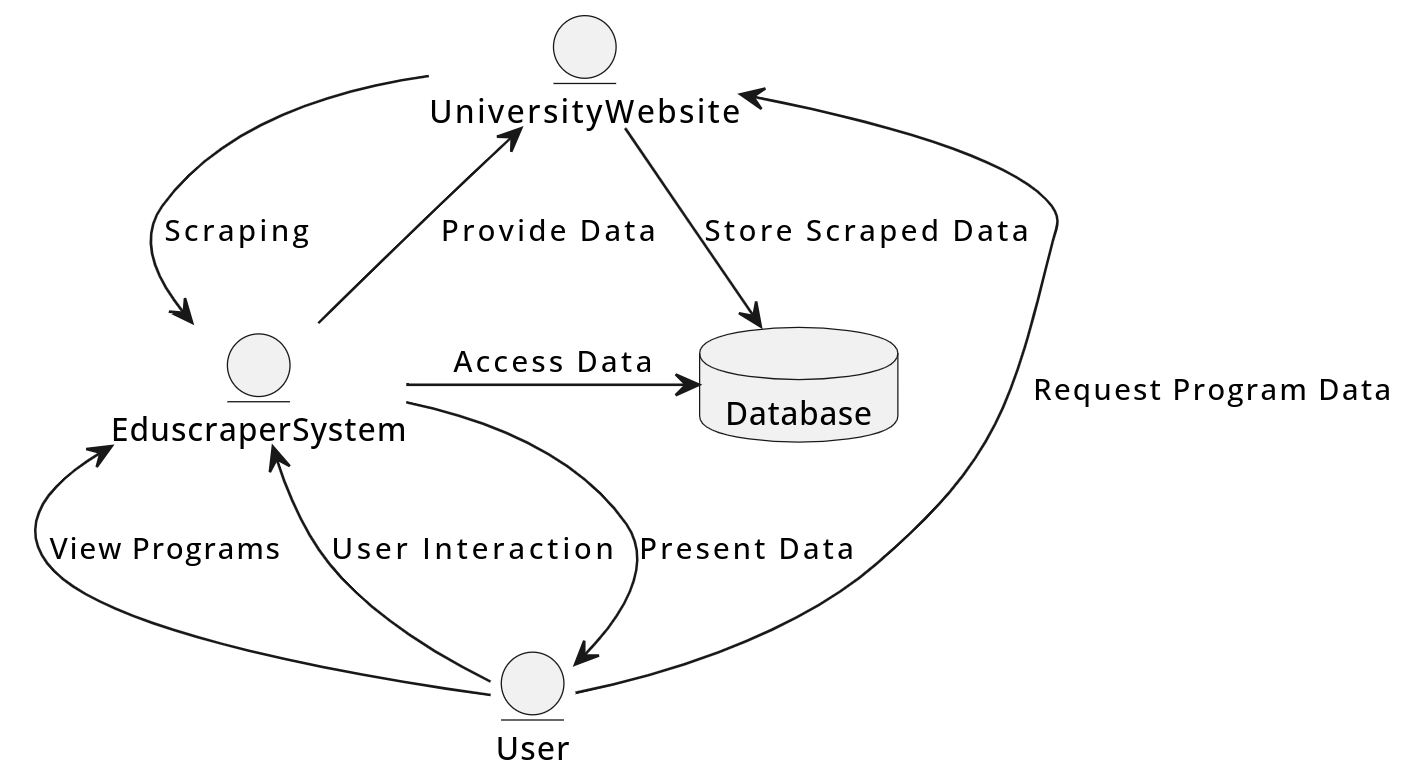 UniversityWebsite
Scraping
Provide Data
Store Scraped Data
Access Data
Request Program Data
Database
EduscraperSystem
View Programs
User Interaction
Present Data
User